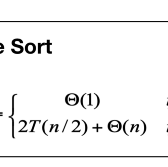 e Sort
Θ(1)
= { 2T(n/2) + Θ(n)